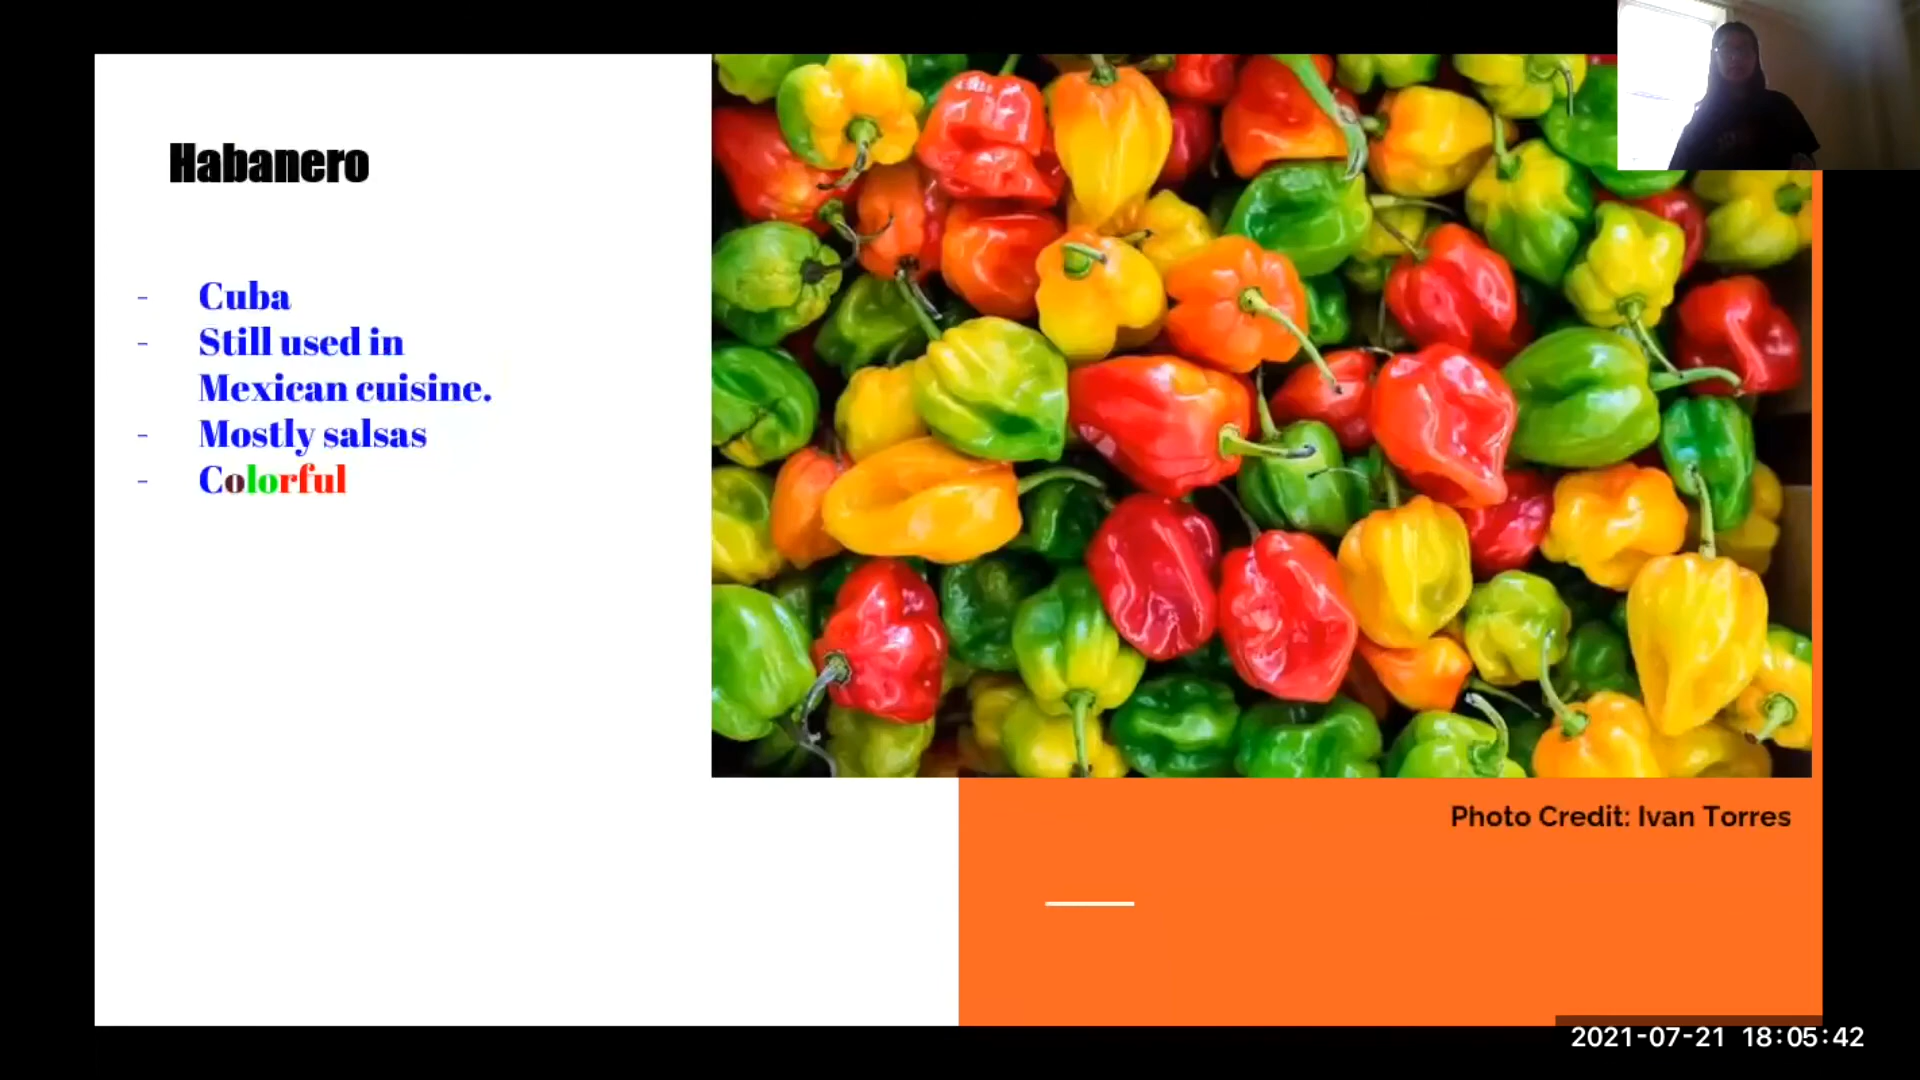 Habanero
- Cuba
- Still used in
Mexican cuisine.
- Mostly salsas
- Colorful
Photo Credit: Ivan Torres
2021-07-21 18:05:42